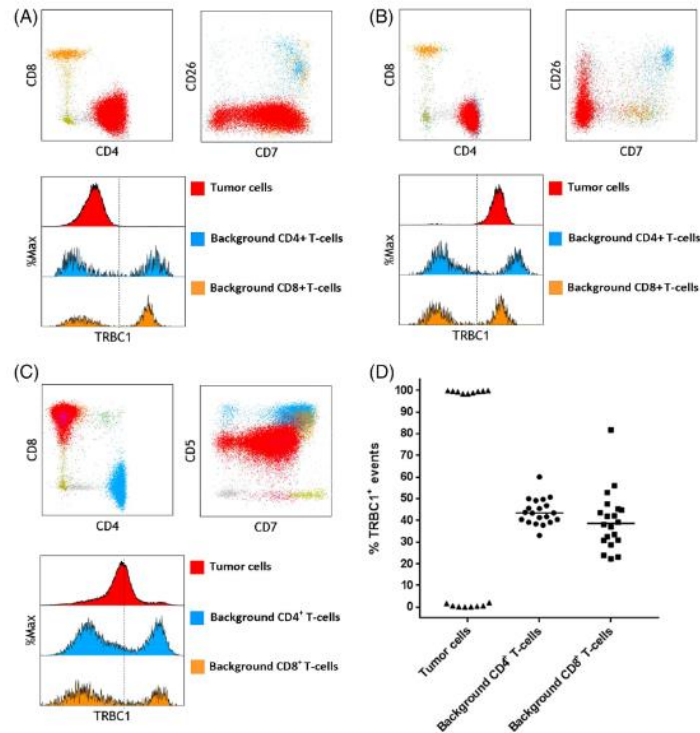 (A)
CD8
CD4
CD26
CD7
%Max
TRBC1
Tumor cells
Background CD4+ T-cells
Background CD8+T-cells
(B)
CD8
CD4
CD26
CD7
%Max
TRBC1
Tumor cells
Background CD4+ T-cells
Background CD8+T-cells
(C)
CD8
CD4
CD5
CD7
%Max
TRBC1
Tumor cells
Background CD4⁺ T-cells
Background CD8⁺ T-cells
(D)
% TRBC1⁺ events
100
90
80
70
60
50
40
30
20
10
0
Tumor cells
Background CD4⁺ T-cells
Background CD8⁺ T-cells